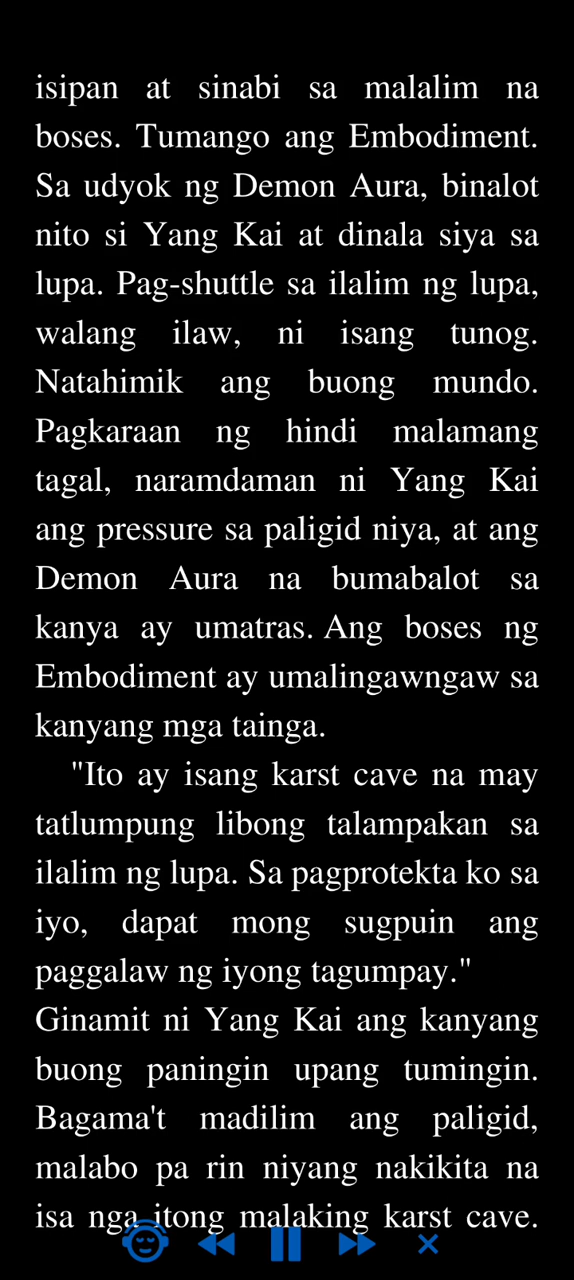 isipan at sinabi sa malalim na
boses. Tumango ang Embodiment.
Sa udyok ng Demon Aura, binalot
nito si Yang Kai at dinala siya sa
lupa. Pag-shuttle sa ilalim ng lupa,
walang ilaw, ni isang tunog.
Natahimik ang buong mundo.
Pagkaraan ng hindi malamang
tagal, naramdaman ni Yang Kai
ang pressure sa paligid niya, at ang
Demon Aura na bumabalot sa
kanya ay umatras. Ang boses ng
Embodiment ay umalingawngaw sa
kanyang mga tainga.
"Ito ay isang karst cave na may
tatlumpung libong talampakan sa
ilalim ng lupa. Sa pagprotekta ko sa
iyo, dapat mong sugpuin ang
paggalaw ng iyong tagumpay."
Ginamit ni Yang Kai ang kanyang
buong paningin upang tumingin.
Bagama't madilim ang paligid,
malabo pa rin niyang nakikita na
isa nga itong malaking karst cave.